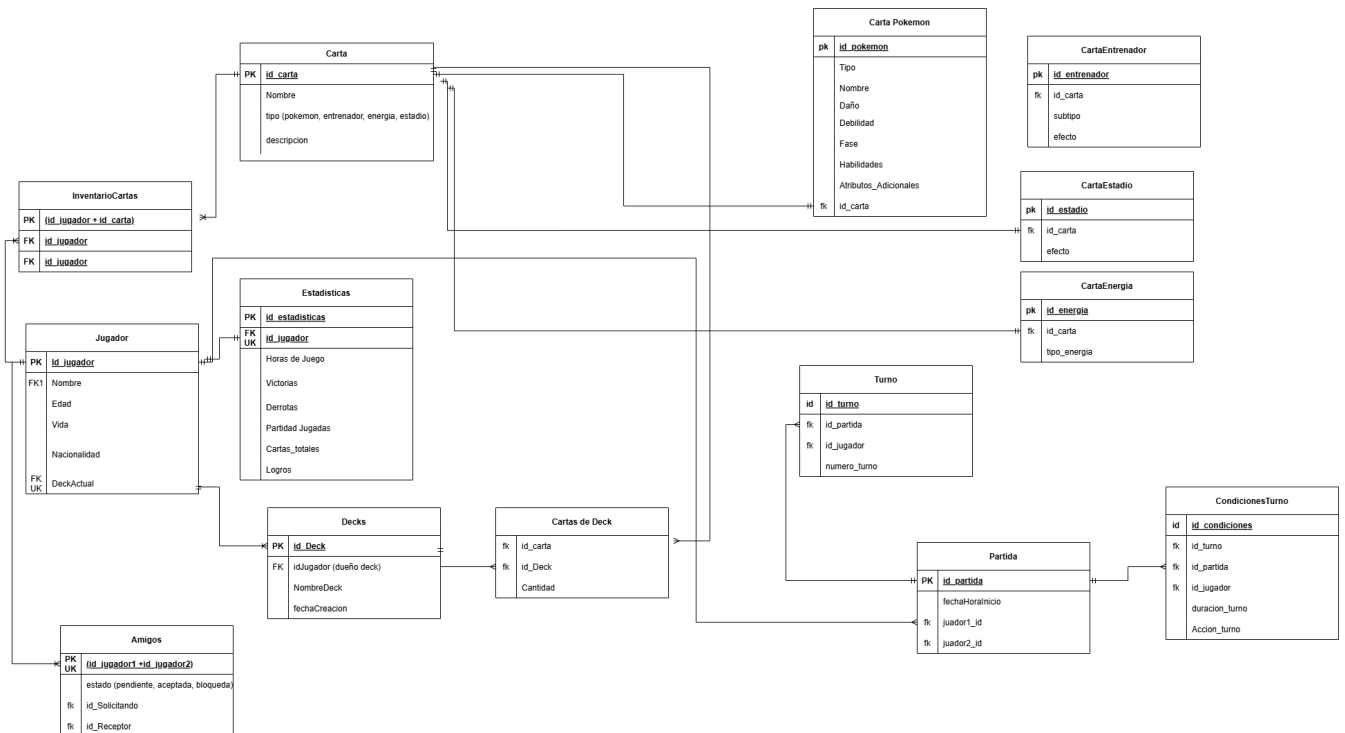 Carta
PK id_carta
Nombre
tipo (pokemon, entrenador, energia, estadio)
descripcion
Carta Pokemon
pk id_pokemon
Tipo
Nombre
Daño
Debilidad
Fase
Habilidades
Atributos_Adicionales
fk id_carta
CartaEntrenador
pk id_entrenador
fk id_carta
subtipo
efecto
CartaEstadio
pk id_estadio
fk id_carta
efecto
CartaEnergia
pk id_energia
fk id_carta
tipo_energia
InventarioCartas
PK (id_jugador + id_carta)
FK id_jugador
FK id_jugador
Estadisticas
PK id_estadisticas
FK UK id_jugador
Horas de Juego
Victorias
Derrotas
Partidad Jugadas
Cartas_totales
Logros
Jugador
PK Id_jugador
FK1 Nombre
Edad
Vida
Nacionalidad
FK UK DeckActual
Turno
id id_turno
fk id_partida
fk id_jugador
numero_turno
Decks
PK id_Deck
FK idJugador (dueño deck)
NombreDeck
fechaCreacion
Cartas de Deck
fk id_carta
fk id_Deck
Cantidad
Partida
PK id_partida
fechaHoraInicio
fk juador1_id
fk juador2_id
CondicionesTurno
id id_condiciones
fk id_turno
fk id_partida
fk id_jugador
duracion_turno
Accion_turno
Amigos
PK UK (id_jugador1 +id_jugador2)
estado (pendiente, aceptada, bloqueda)
fk id_Solicitando
fk id_Receptor